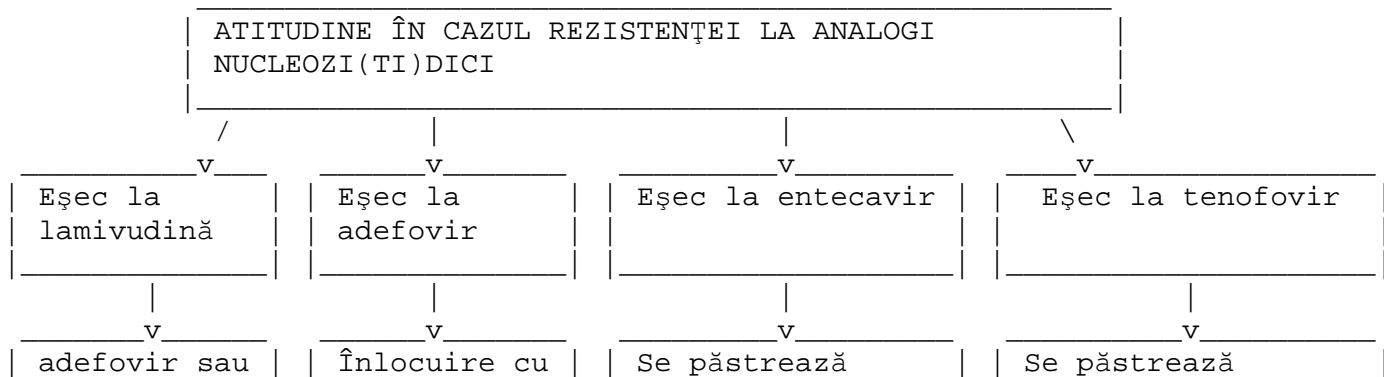 ATITUDINE ÎN CAZUL REZISTENŢEI LA ANALOGI
NUCLEOZI(TI)DICI
Eşec la
lamivudină
Eşec la
adefovir
Eşec la entecavir
Eşec la tenofovir
adefovir sau
Înlocuire cu
Se păstrează
Se păstrează